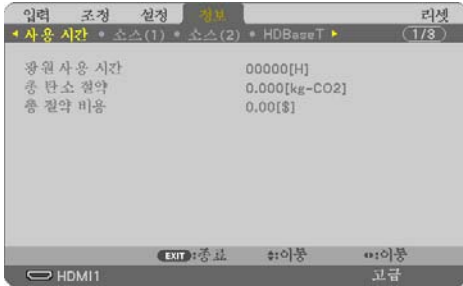 입력 조정 설정 정보 리셋
사용 시간 • 소스(1) • 소스(2) • HDBaseT (1/3)
광원 사용 시간 00000[H]
총 탄소 절약 0.000[kg-CO2]
총 절약 비용 0.00[$]
EXIT:종료 :이동 :이동
HDMI1 고급